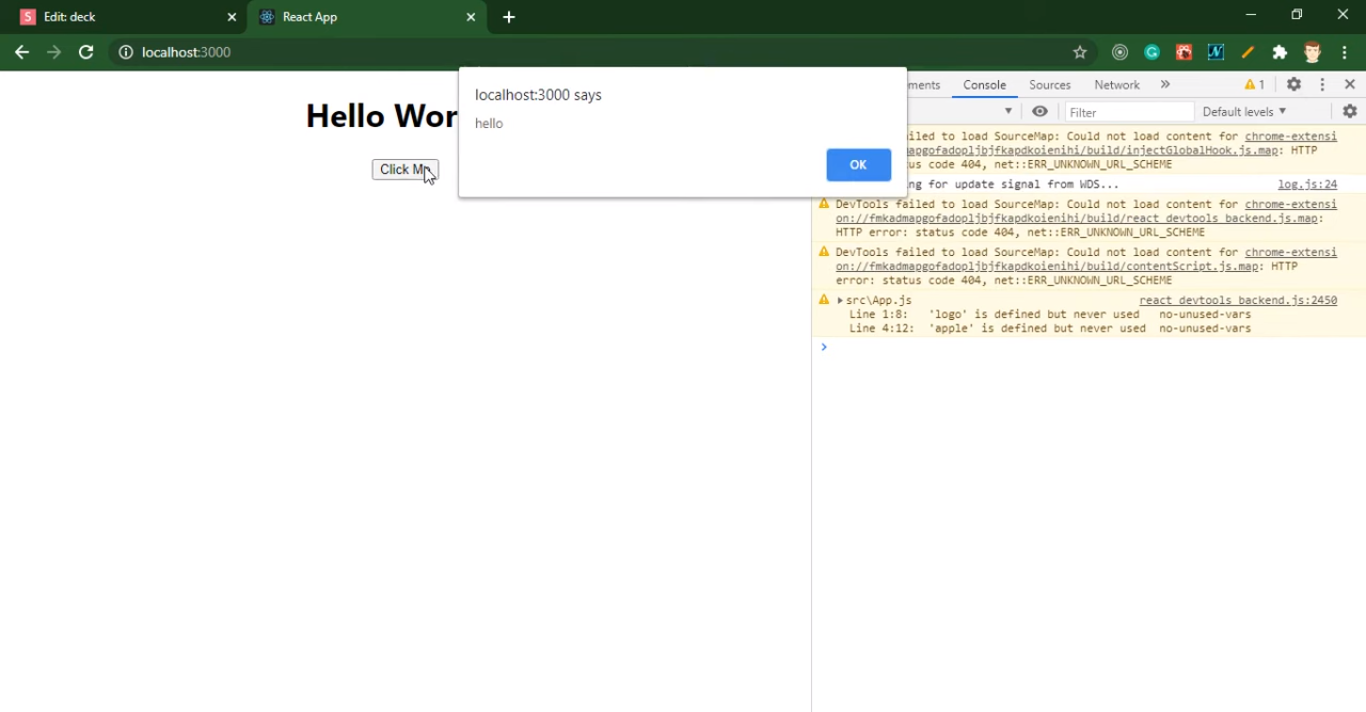 Edit: deck
React App
localhost:3000
Hello Wor
Click M
localhost:3000 says
hello
OK
ments Console Sources Network » 1
Filter Default levels ▼
iled to load SourceMap: Could not load content for chrome-extensi
apgofadopljbjfkapdkoienihi/build/injectGlobalHook.js.map: HTTP
us code 404, net::ERR_UNKNOWN_URL_SCHEME
ng for update signal from WDS... log.js:24
DevTools failed to load SourceMap: Could not load content for chrome-extensi
on://fmkadmapgofadopljbjfkapdkoienihi/build/react_devtools_backend.js.map:
HTTP error: status code 404, net::ERR_UNKNOWN_URL_SCHEME
DevTools failed to load SourceMap: Could not load content for chrome-extensi
on://fmkadmapgofadopljbjfkapdkoienihi/build/contentScript.js.map: HTTP
error: status code 404, net::ERR_UNKNOWN_URL_SCHEME
src\App.js react_devtools_backend.js:2450
Line 1:8: 'logo' is defined but never used no-unused-vars
Line 4:12: 'apple' is defined but never used no-unused-vars